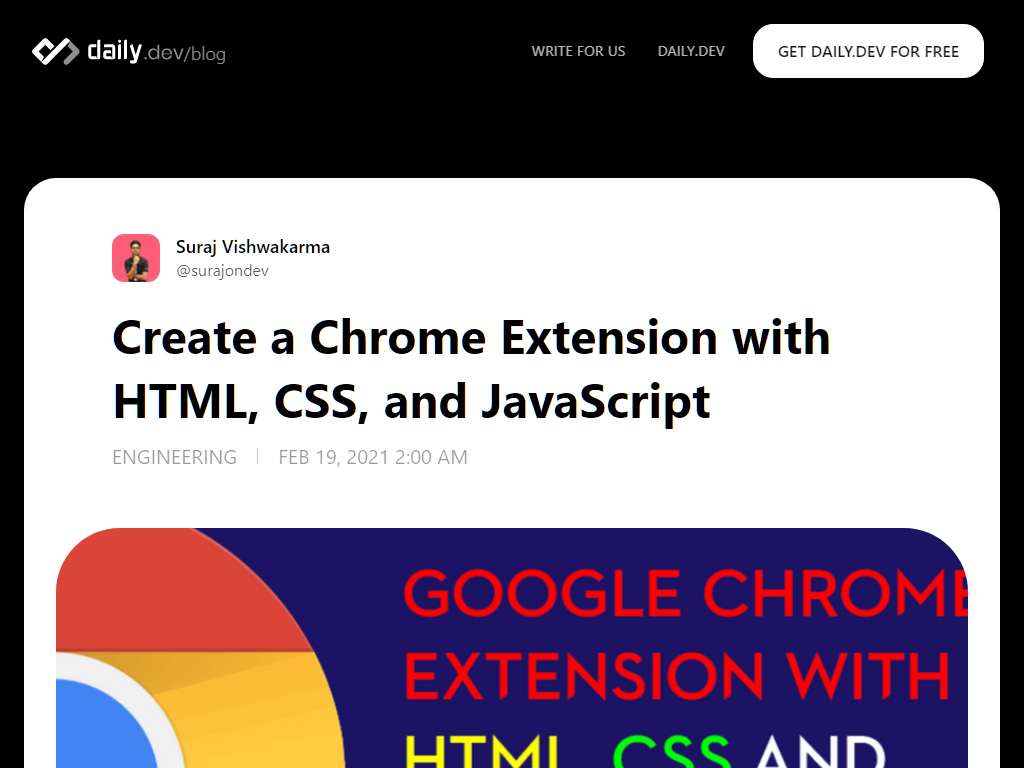 daily.dev/blog
WRITE FOR US
DAILY.DEV
GET DAILY.DEV FOR FREE
Suraj Vishwakarma
@surajondev
Create a Chrome Extension with
HTML, CSS, and JavaScript
ENGINEERING | FEB 19, 2021 2:00 AM
GOOGLE CHROME
EXTENSION WITH
HTML, CSS AND